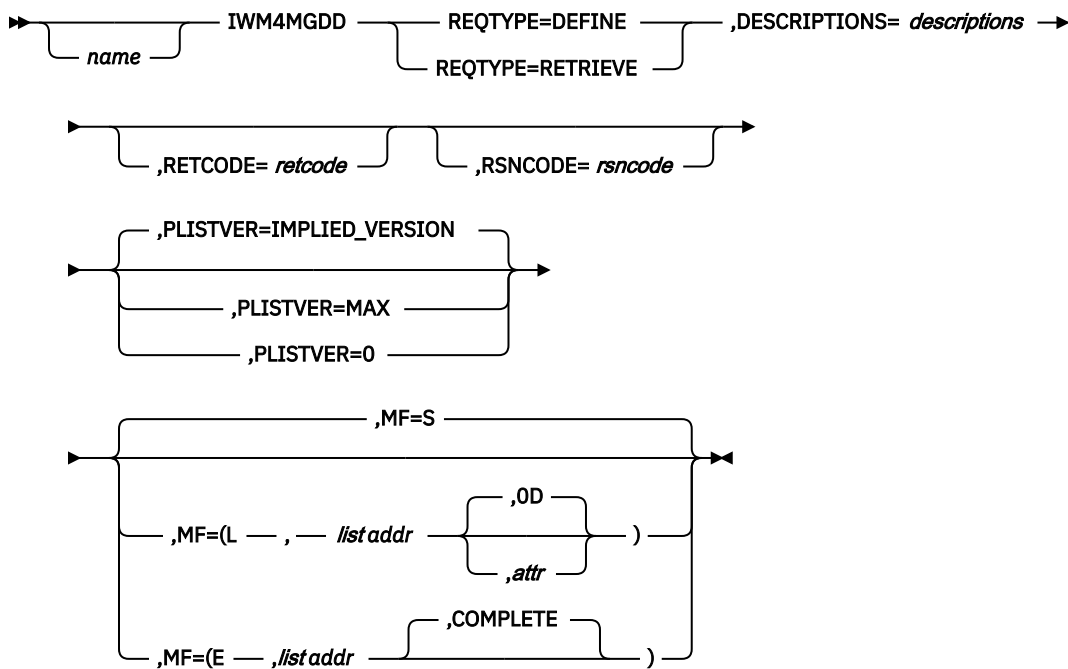 IWM4MGDD REQTYPE=DEFINE ,DESCRIPTIONS= descriptions
name REQTYPE=RETRIEVE
,RETCODE= retcode ,RSNCODE= rsncode
,PLISTVER=IMPLIED_VERSION
,PLISTVER=MAX
,PLISTVER=0
,MF=S
,0D
,MF=(L , list addr )
,attr
,COMPLETE
,MF=(E ,list addr )